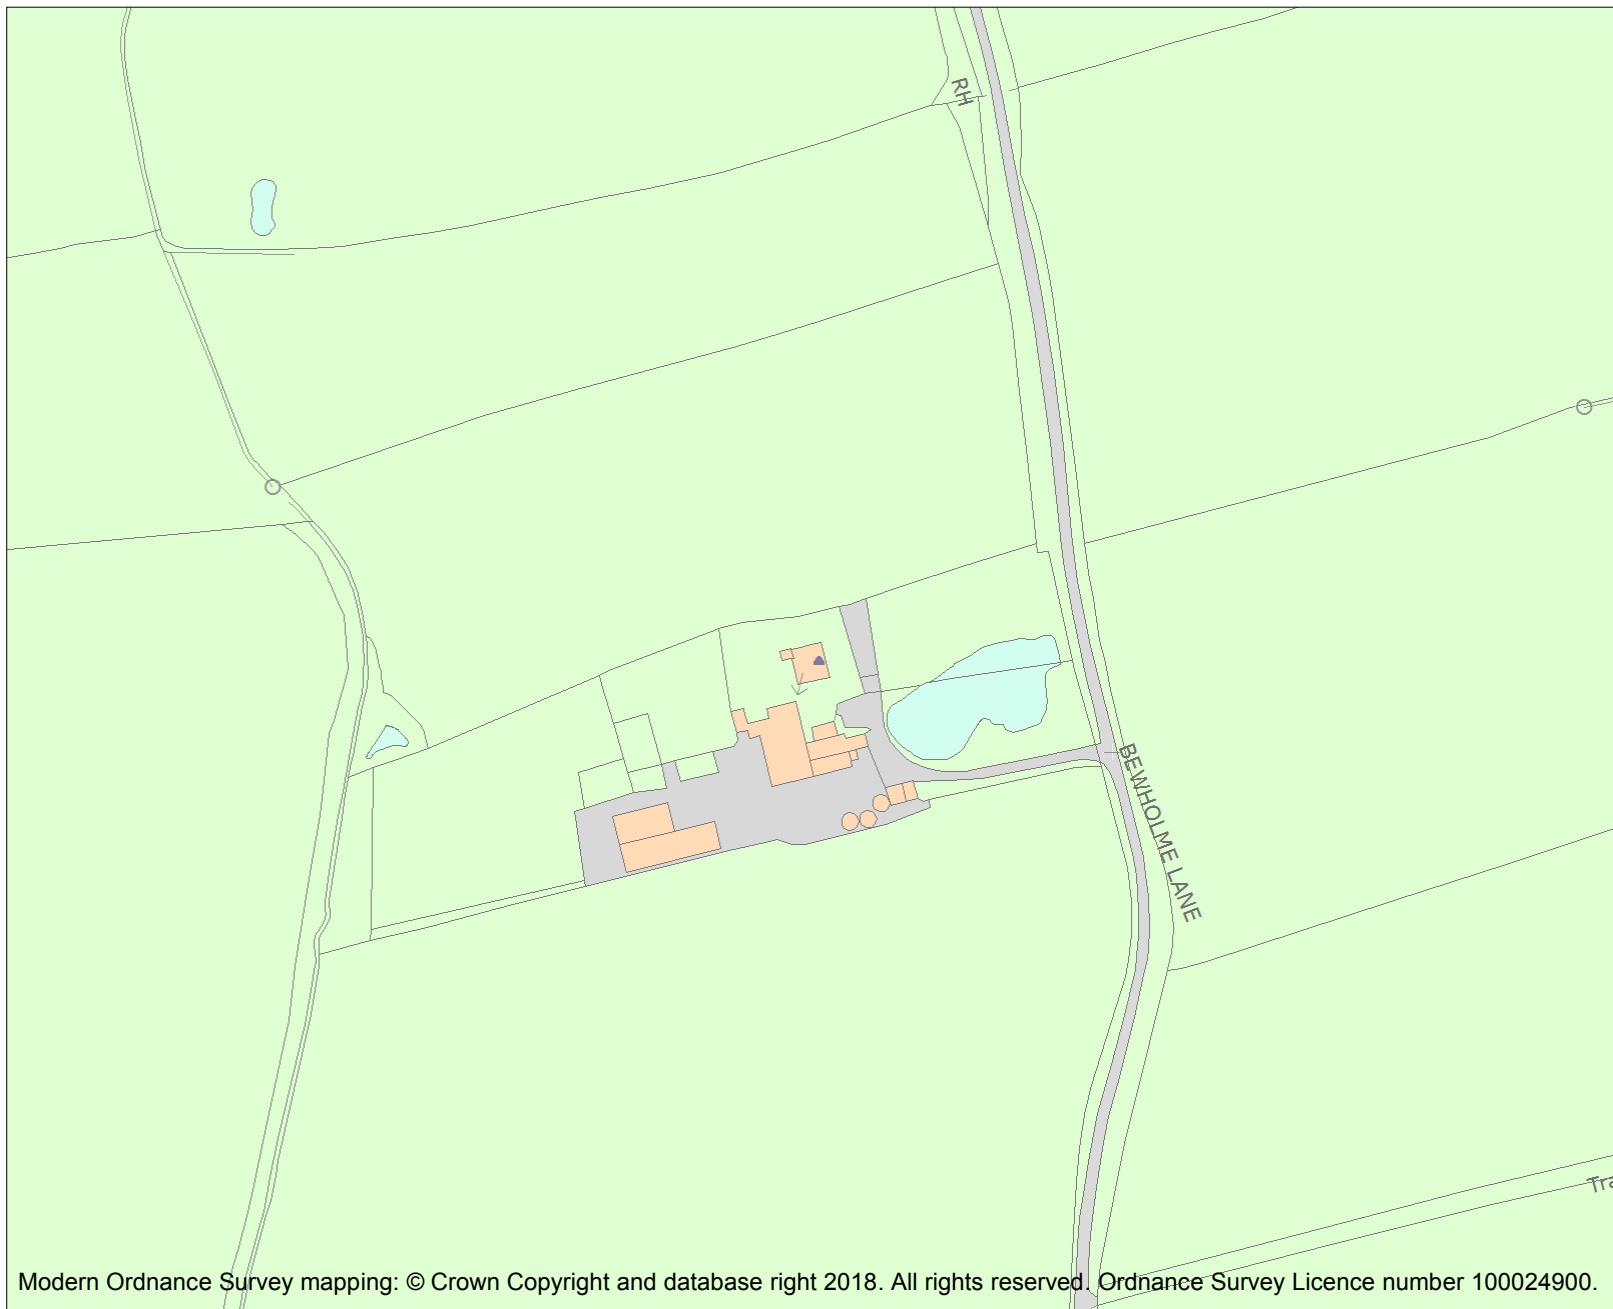 RH
BEWHOLME LANE
Tra
Modern Ordnance Survey mapping: © Crown Copyright and database right 2018. All rights reserved. Ordnance Survey Licence number 100024900.